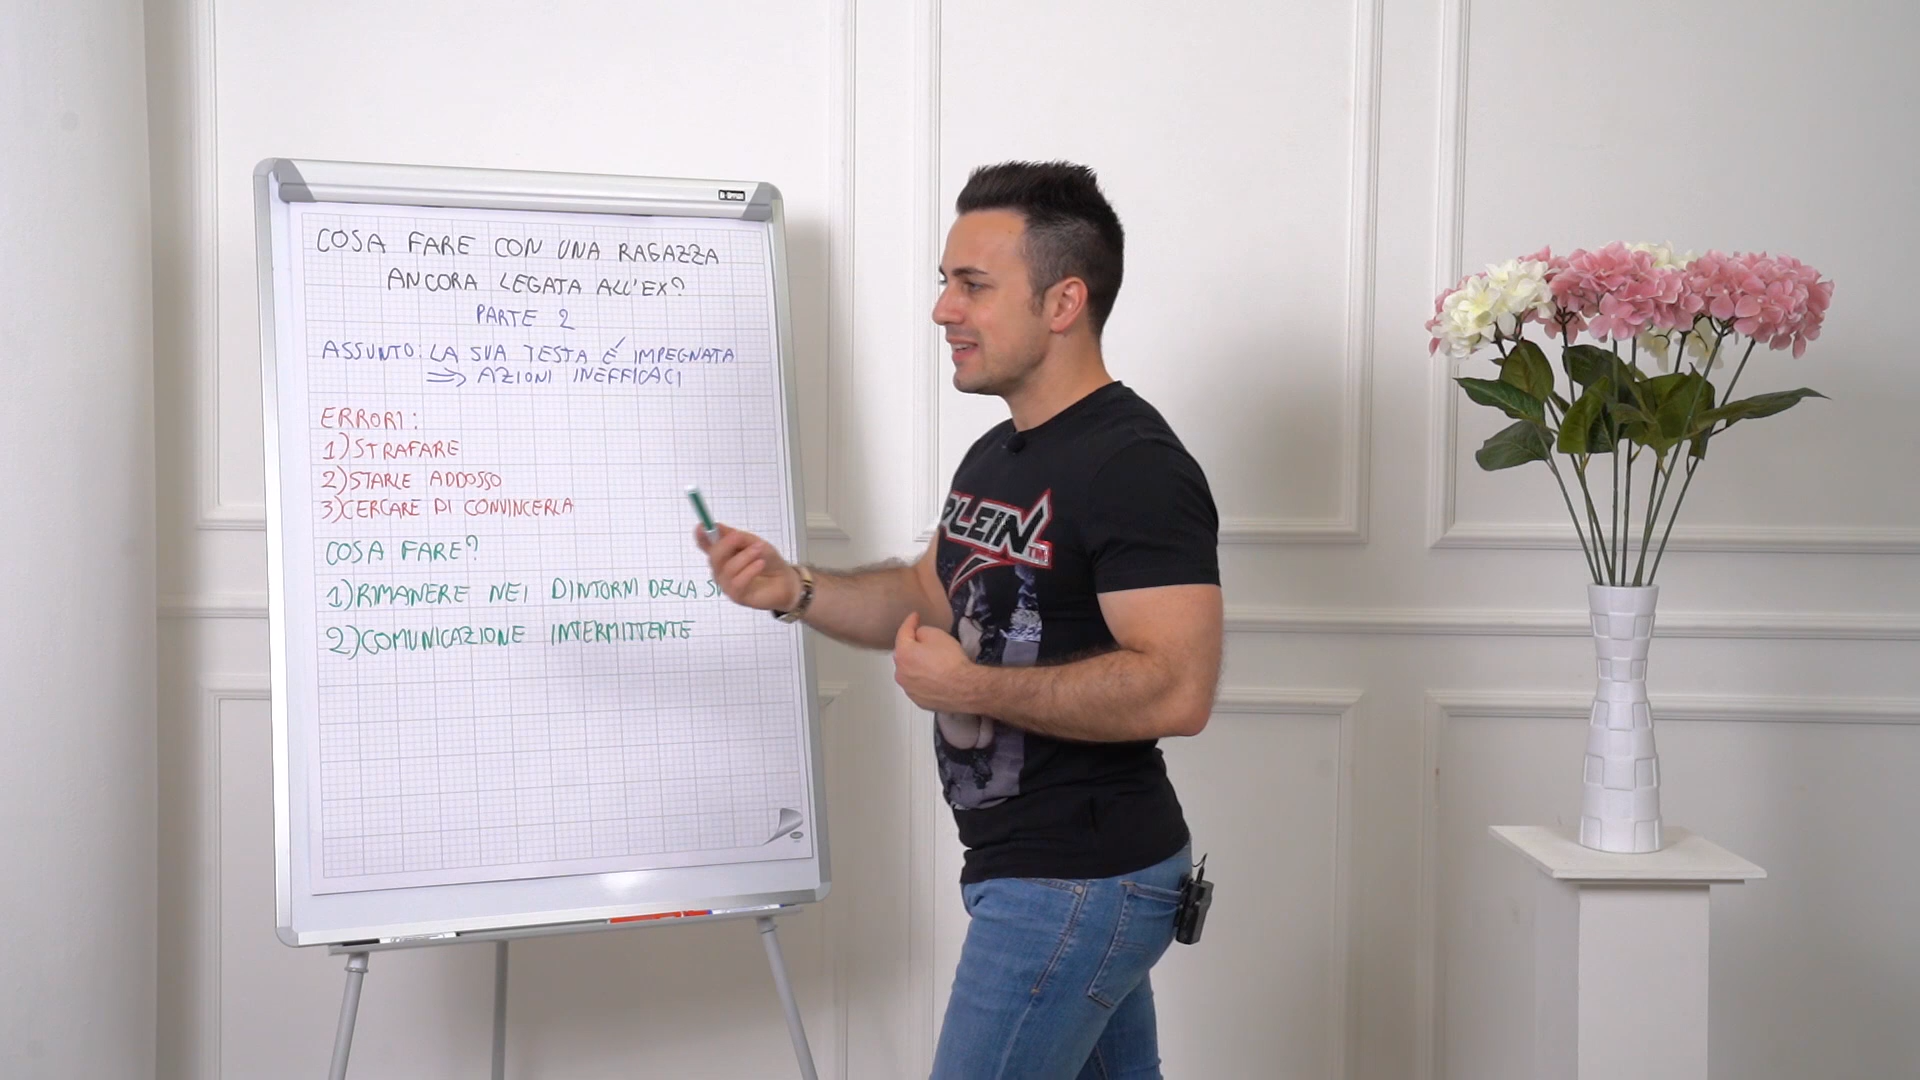 COSA FARE CON UNA RAGAZZA
ANCORA LEGATA ALL'EX?
PARTE 2
ASSUNTO: LA SUA TESTA É IMPEGNATA
⇒ AZIONI INEFFICACI
ERRORI:
1) STRAFARE
2) STARLE ADDOSSO
3) CERCARE DI CONVINCERLA
COSA FARE?
1) RIMANERE NEI DINTORNI DELLA
2) COMUNICAZIONE INTERMITTENTE
PLEIN
TM